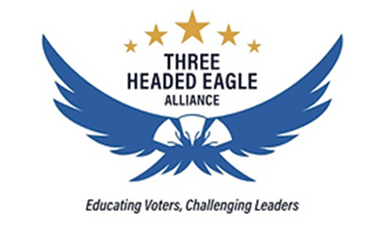 THREE
HEADED EAGLE
ALLIANCE
Educating Voters, Challenging Leaders